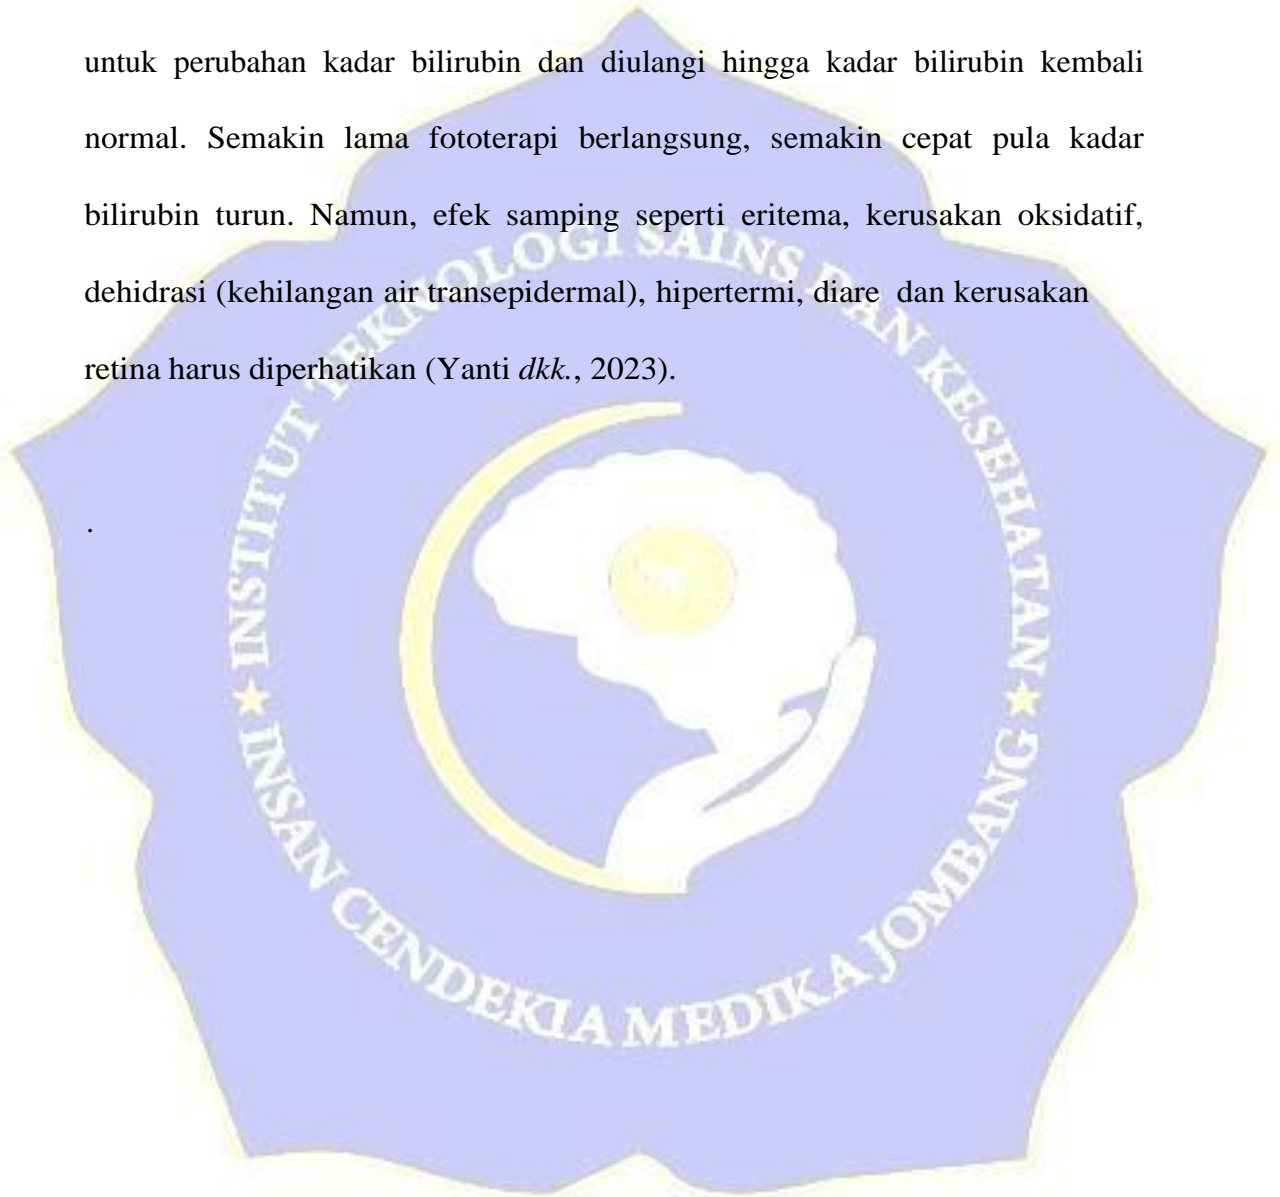 untuk perubahan kadar bilirubin dan diulangi hingga kadar bilirubin kembali
normal. Semakin lama fototerapi berlangsung, semakin cepat pula kadar
bilirubin turun. Namun, efek samping seperti eritema, kerusakan oksidatif,
dehidrasi (kehilangan air transepidermal), hipertermi, diare dan kerusakan
retina harus diperhatikan (Yanti dkk., 2023).
.
INSTITUT TEKNOLOGI SAINS DAN KESEHATAN
INSAN CENDEKIA MEDIKA JOMBANG